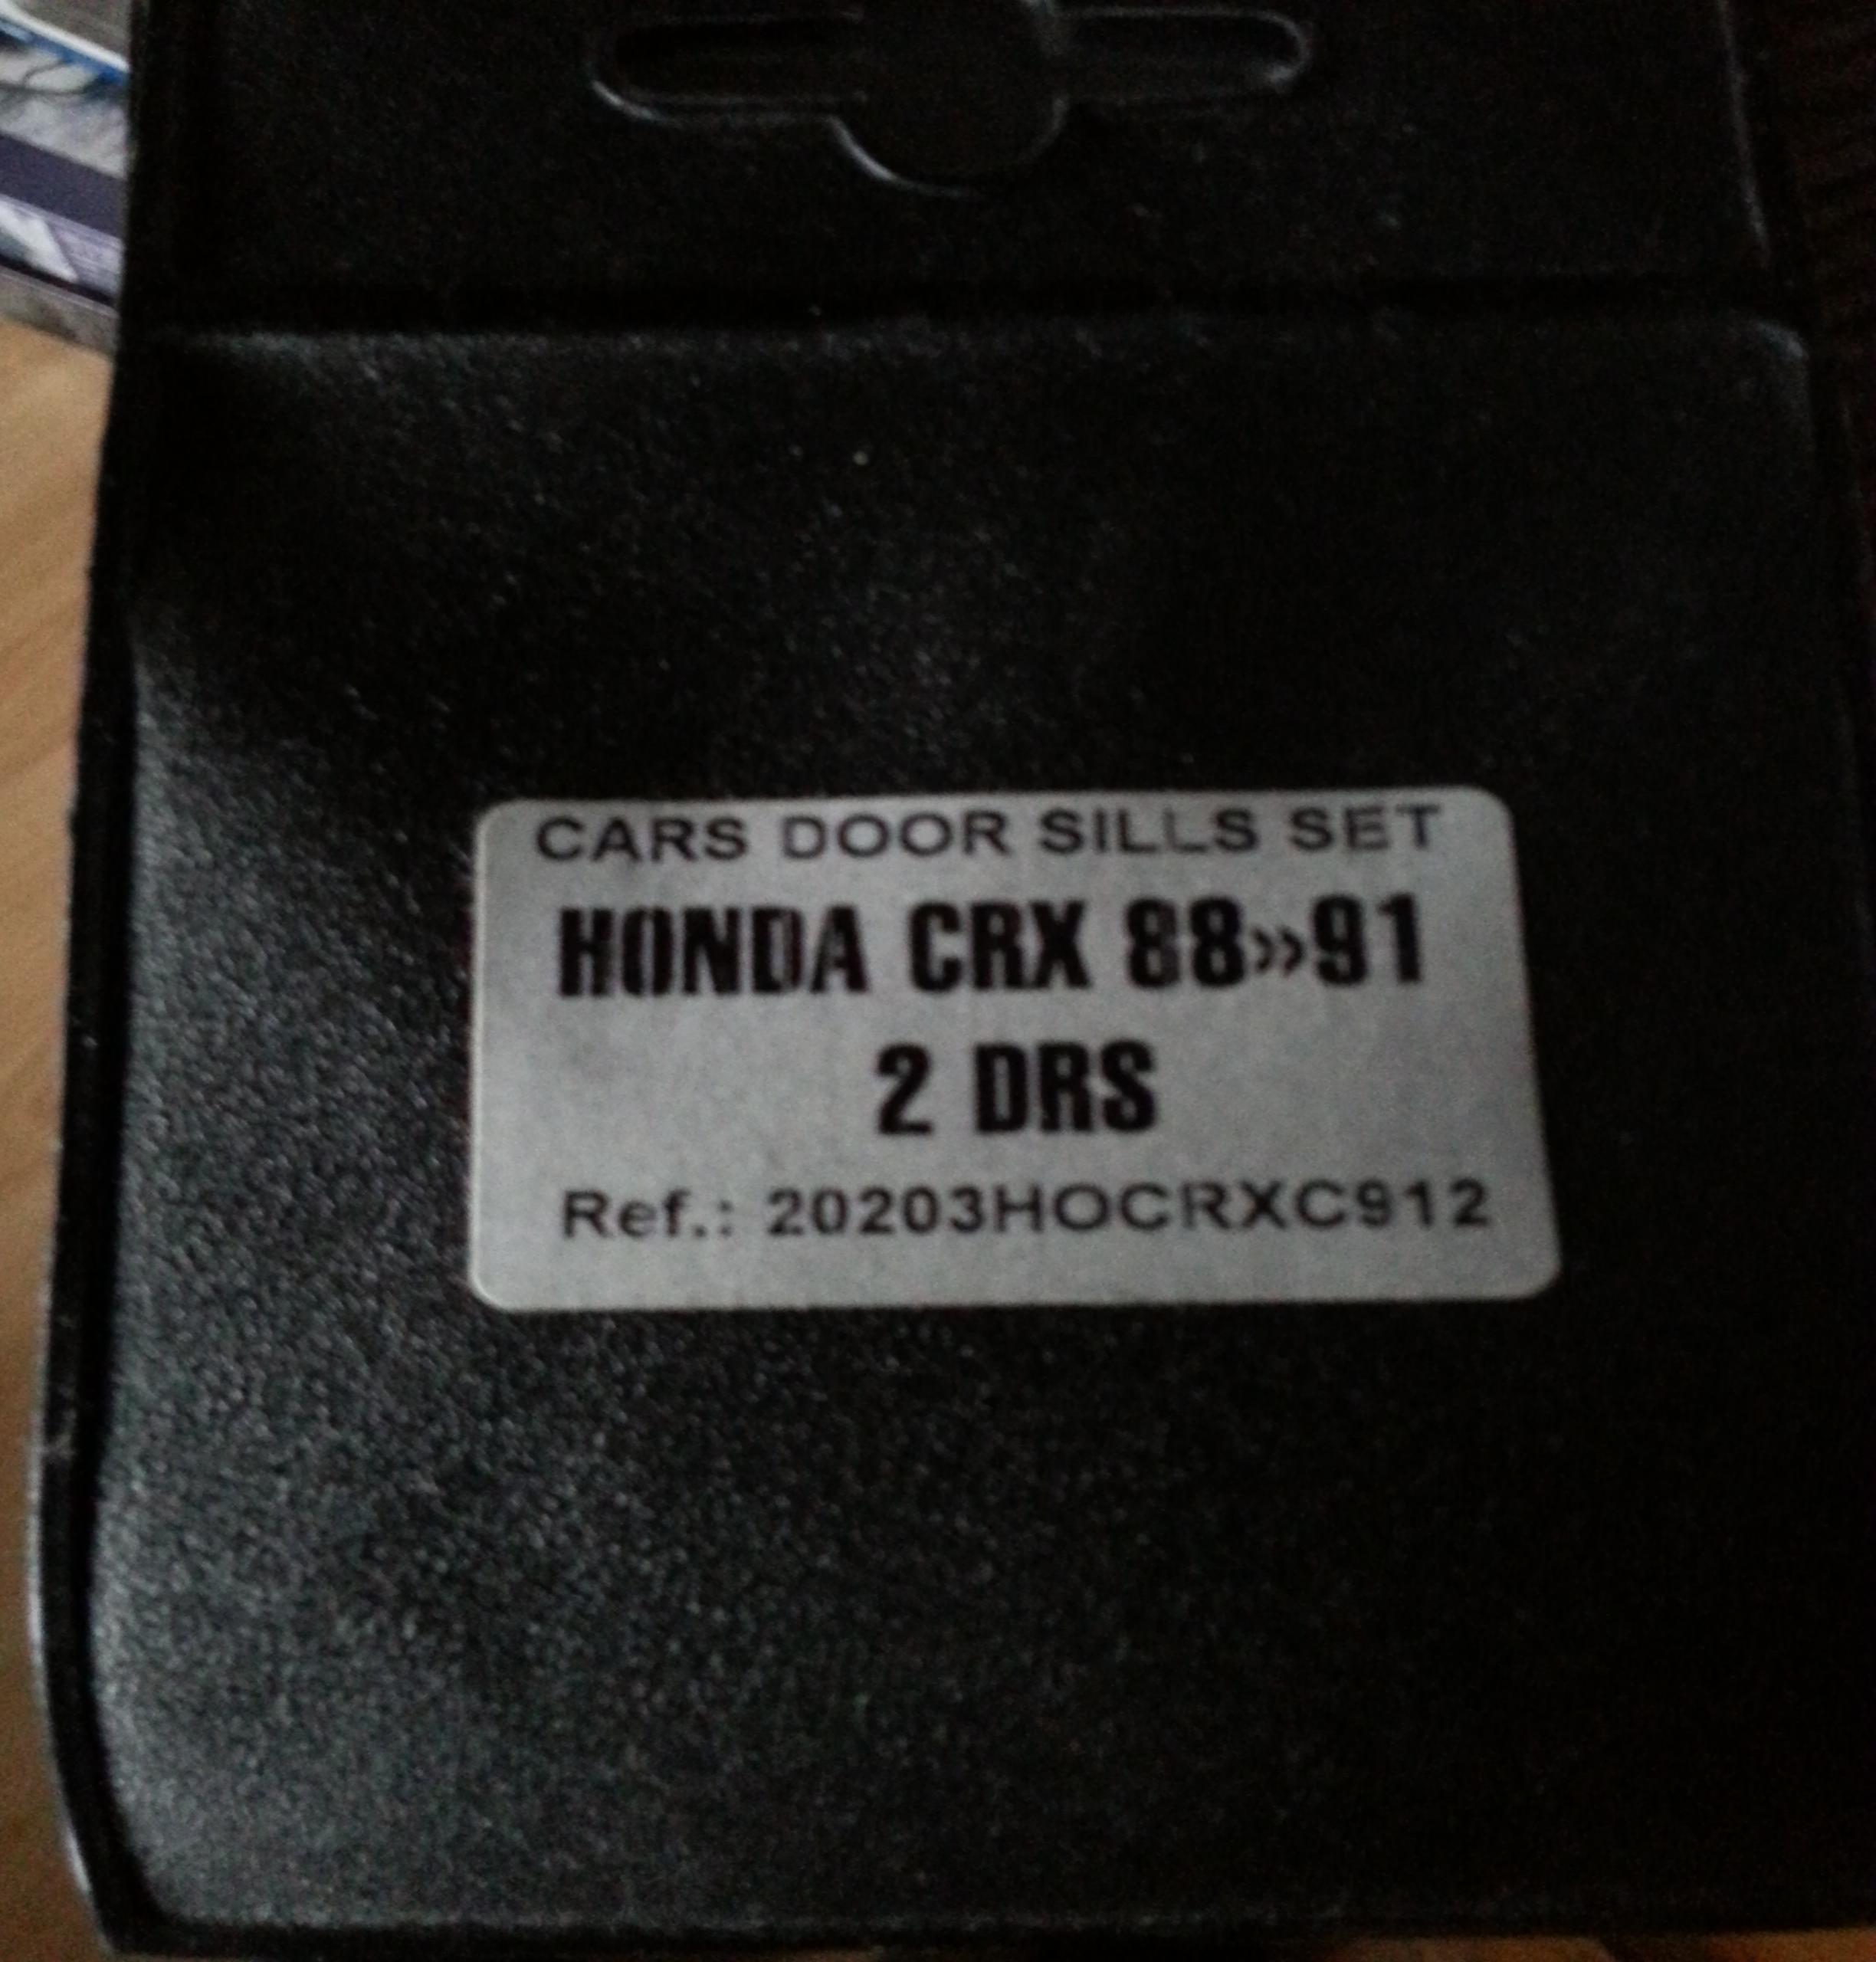 CARS DOOR SILLS SET
HONDA CRX 88»91
2 DRS
Ref.: 20203HOCRXC912